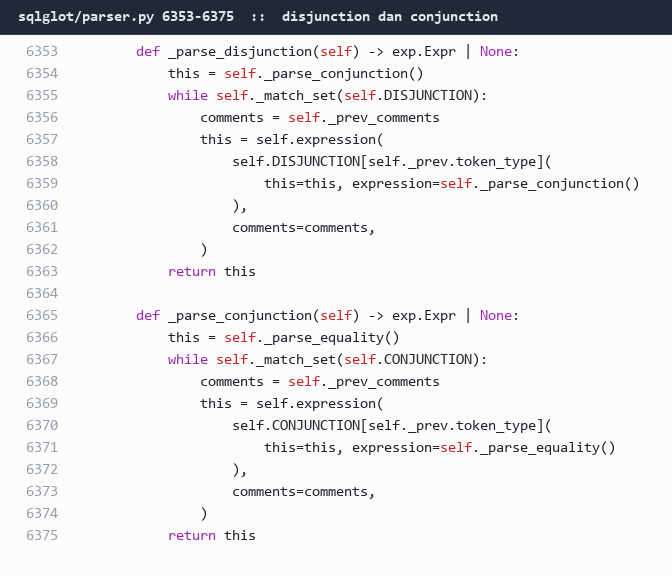 sqlglot/parser.py 6353-6375  ::  disjunction dan conjunction
6353        def _parse_disjunction(self) -> exp.Expr | None:
6354            this = self._parse_conjunction()
6355            while self._match_set(self.DISJUNCTION):
6356                comments = self._prev_comments
6357                this = self.expression(
6358                    self.DISJUNCTION[self._prev.token_type](
6359                        this=this, expression=self._parse_conjunction()
6360                    ),
6361                    comments=comments,
6362                )
6363            return this
6364
6365        def _parse_conjunction(self) -> exp.Expr | None:
6366            this = self._parse_equality()
6367            while self._match_set(self.CONJUNCTION):
6368                comments = self._prev_comments
6369                this = self.expression(
6370                    self.CONJUNCTION[self._prev.token_type](
6371                        this=this, expression=self._parse_equality()
6372                    ),
6373                    comments=comments,
6374                )
6375            return this